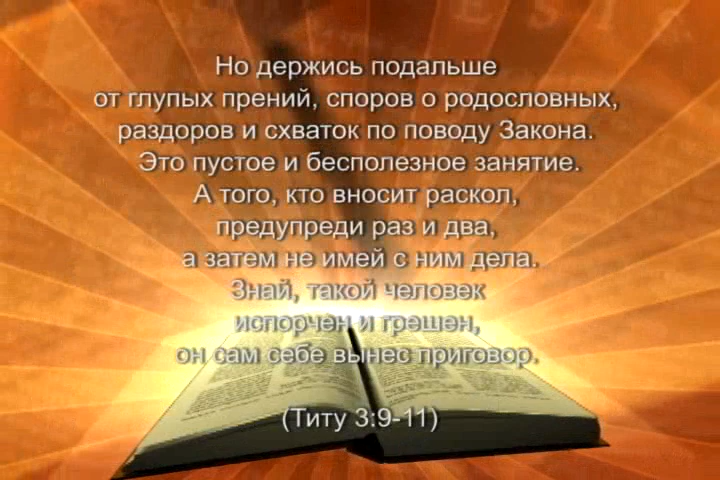 Но держись подальше
от глупых прений, споров о родословных,
раздоров и схваток по поводу Закона.
Это пустое и бесполезное занятие.
А того, кто вносит раскол,
предупреди раз и два,
а затем не имей с ним дела.
Знай, такой человек
испорчен и грешен,
он сам себе вынес приговор.
(Титу 3:9-11)